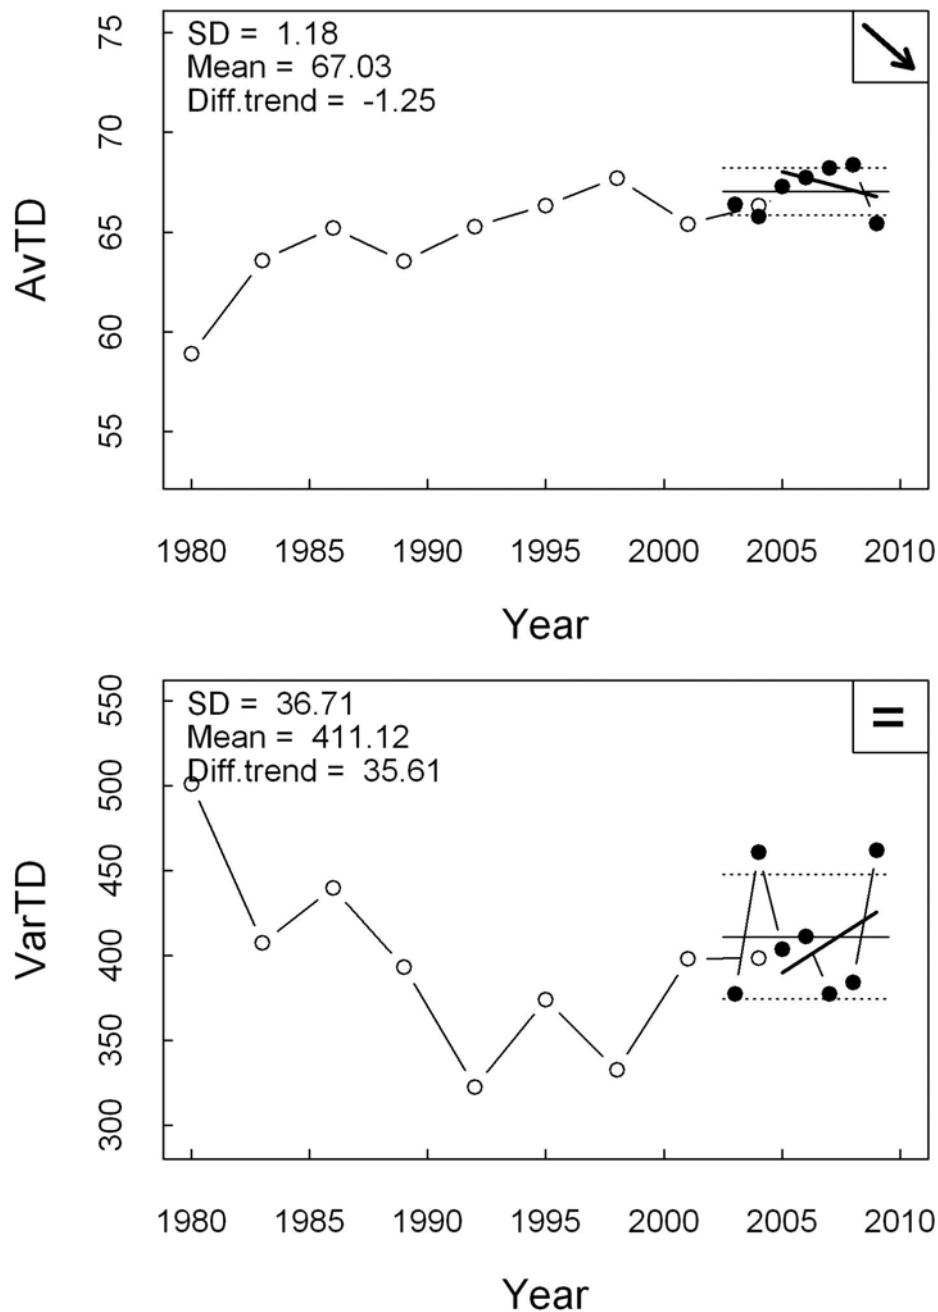 SD = 1.18
Mean = 67.03
Diff.trend = -1.25
AvTD
75
70
65
60
55
1980 1985 1990 1995 2000 2005 2010
Year
SD = 36.71
Mean = 411.12
Diff.trend = 35.61
=
VarTD
550
500
450
400
350
300
1980 1985 1990 1995 2000 2005 2010
Year